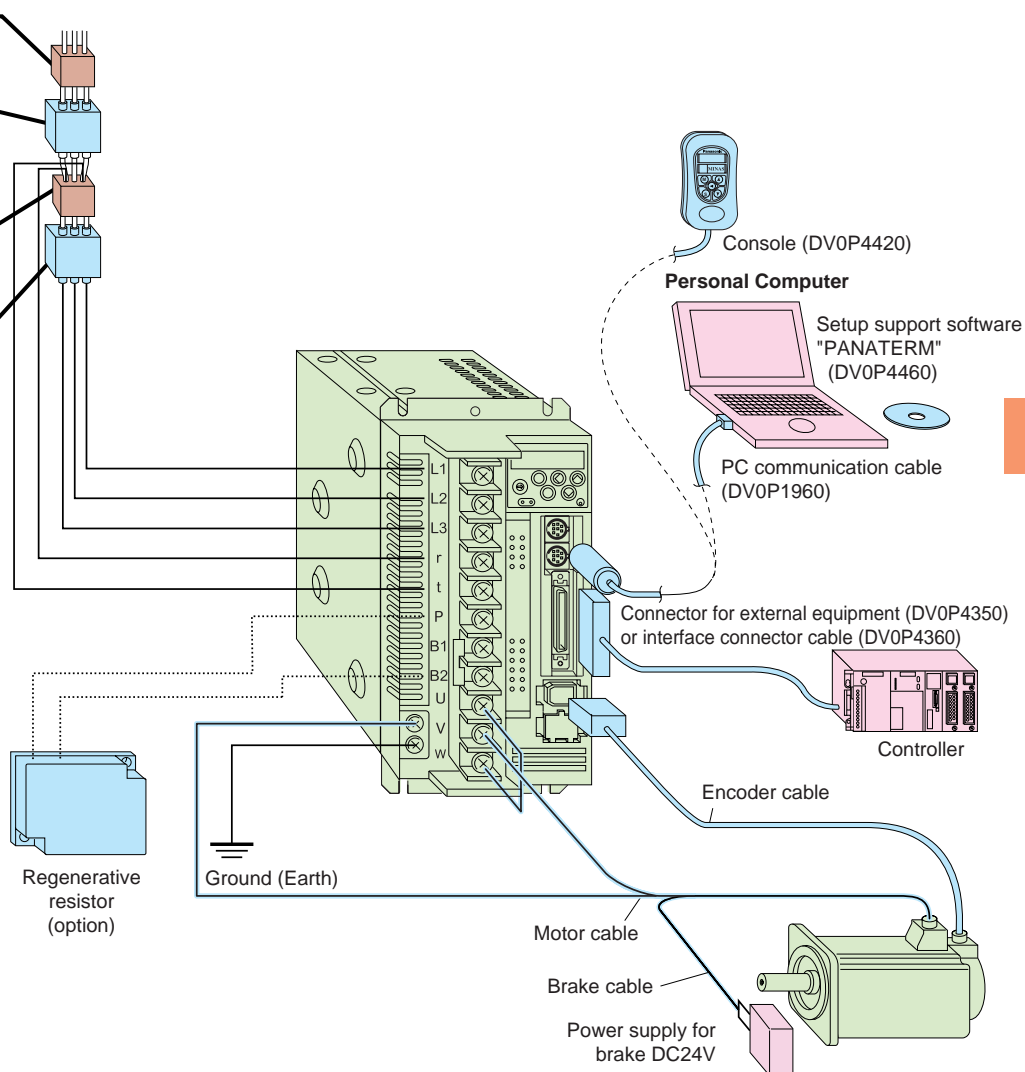 Panasonic
MINAS
Console (DV0P4420)
Personal Computer
Setup support software
"PANATERM"
(DV0P4460)
PC communication cable
(DV0P1960)
L1
L2
L3
r
t
P
B1
B2
U
V
W
Connector for external equipment (DV0P4350)
or interface connector cable (DV0P4360)
Controller
Encoder cable
Regenerative
resistor
(option)
Ground (Earth)
Motor cable
Brake cable
Power supply for
brake DC24V